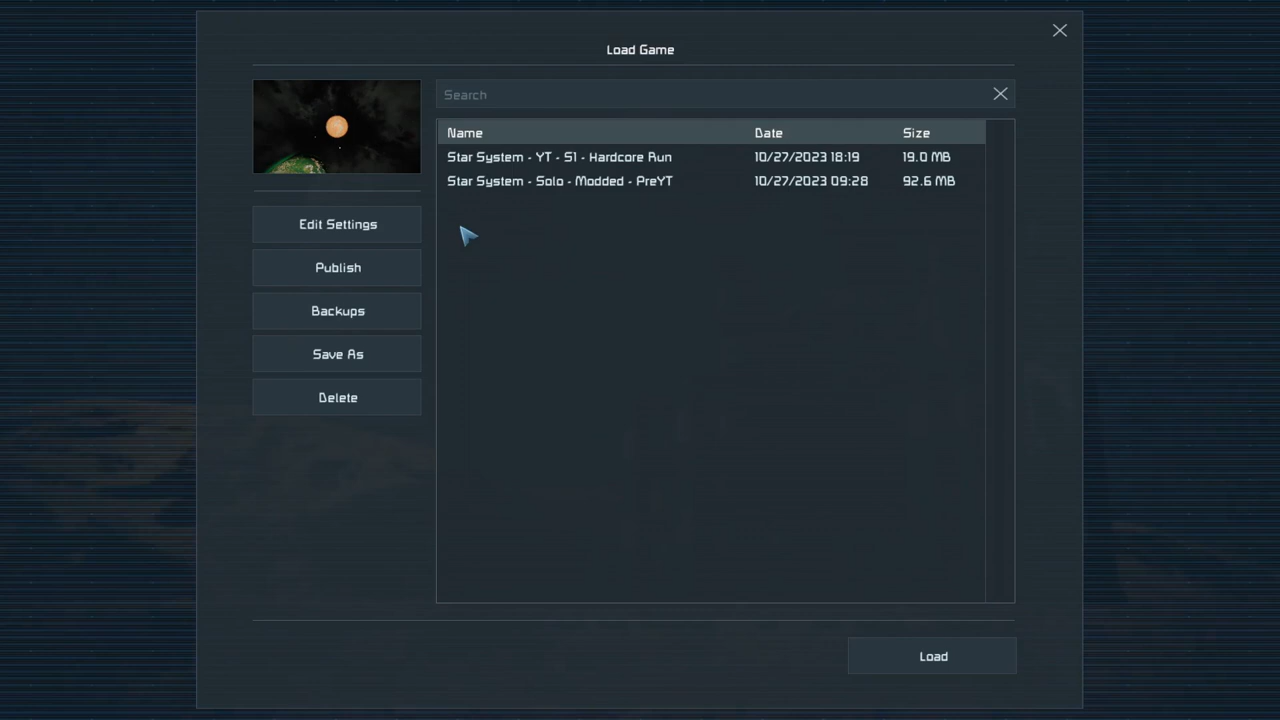 Load Game
Search
Name Date Size
Star System - YT - S1 - Hardcore Run 10/27/2023 18:19 19.0 MB
Star System - Solo - Modded - PreYT 10/27/2023 09:28 92.6 MB
Edit Settings
Publish
Backups
Save As
Delete
Load